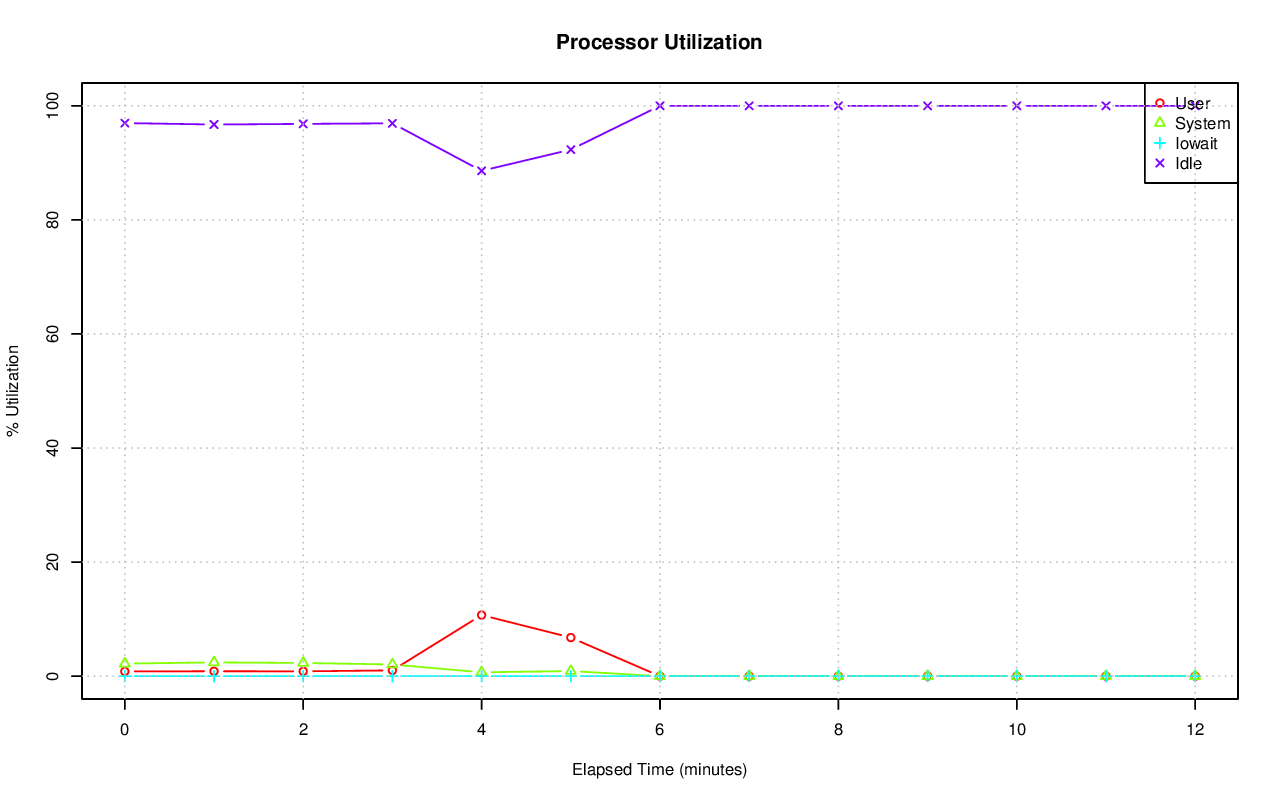 Processor Utilization
% Utilization
100
80
60
40
20
0
User
System
Iowait
Idle
0 2 4 6 8 10 12
Elapsed Time (minutes)